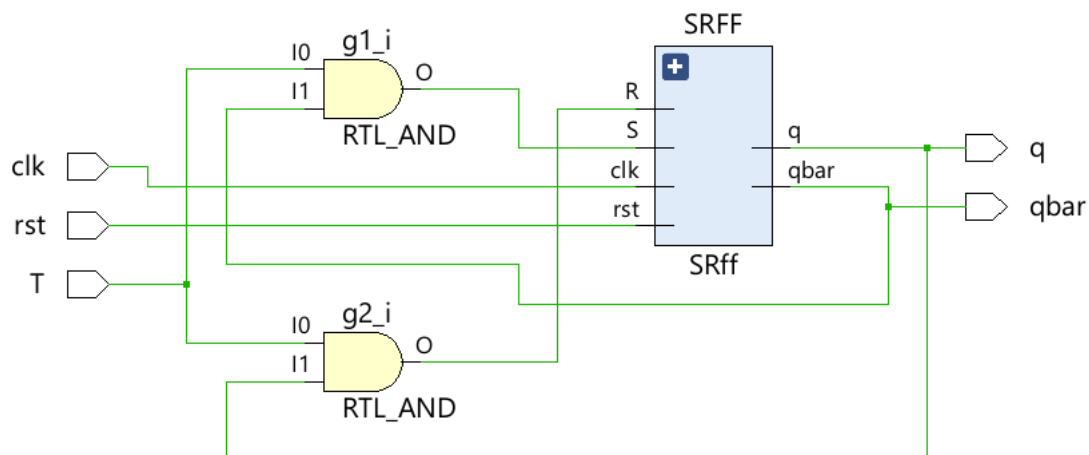 SRFF
g1_i
I0
O
I1
RTL_AND
R
S
q
clk
clk
q
qbar
rst
rst
qbar
SRff
T
g2_i
I0
O
I1
RTL_AND